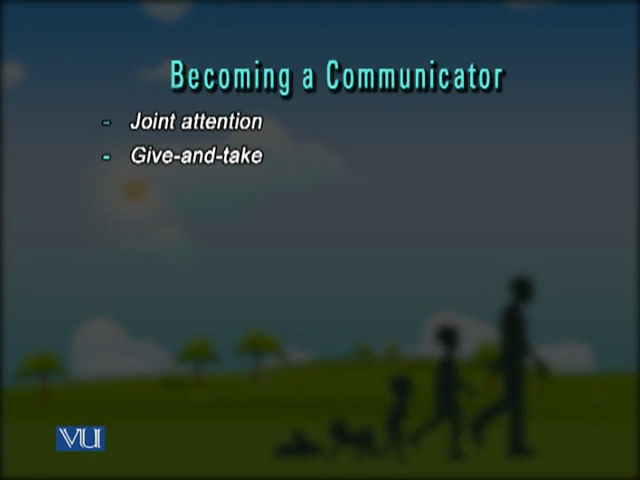 Becoming a Communicator
- Joint attention
- Give-and-take
VU